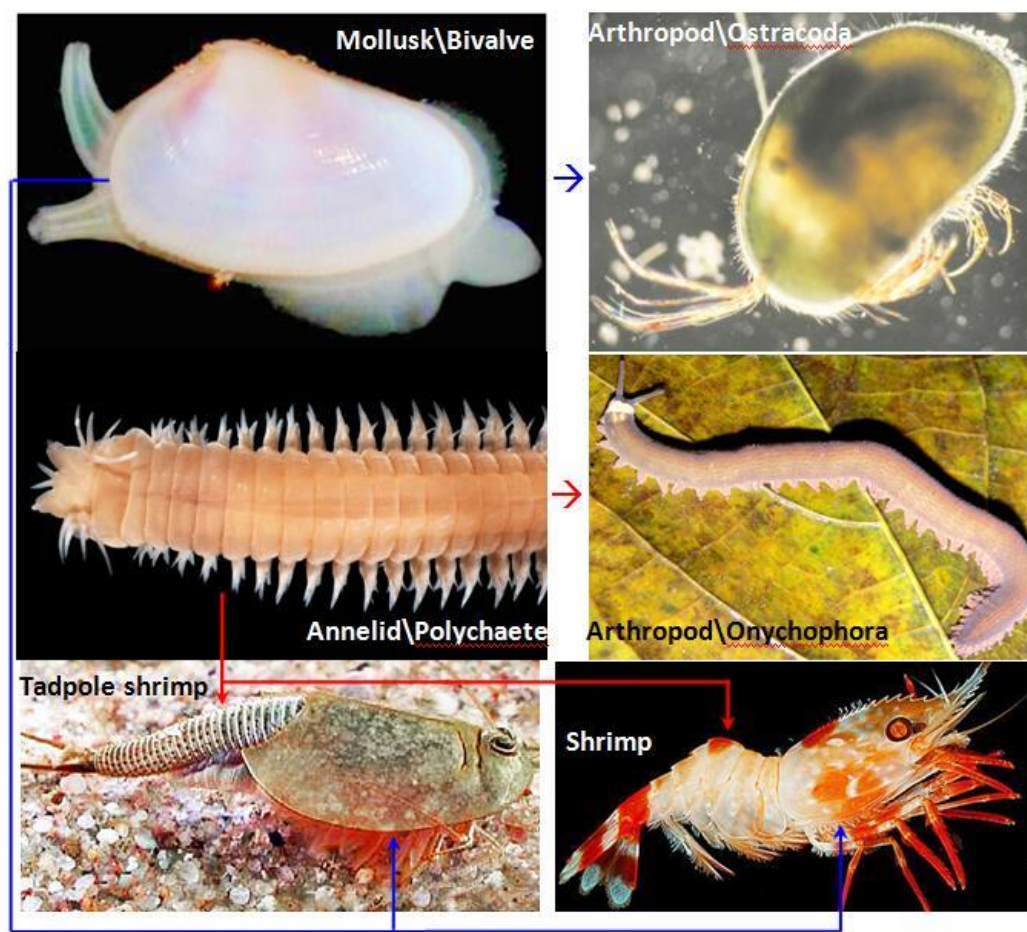 Mollusk\Bivalve
Arthropod\Ostracoda
Annelid\Polychaete
Arthropod\Onychophora
Tadpole shrimp
Shrimp